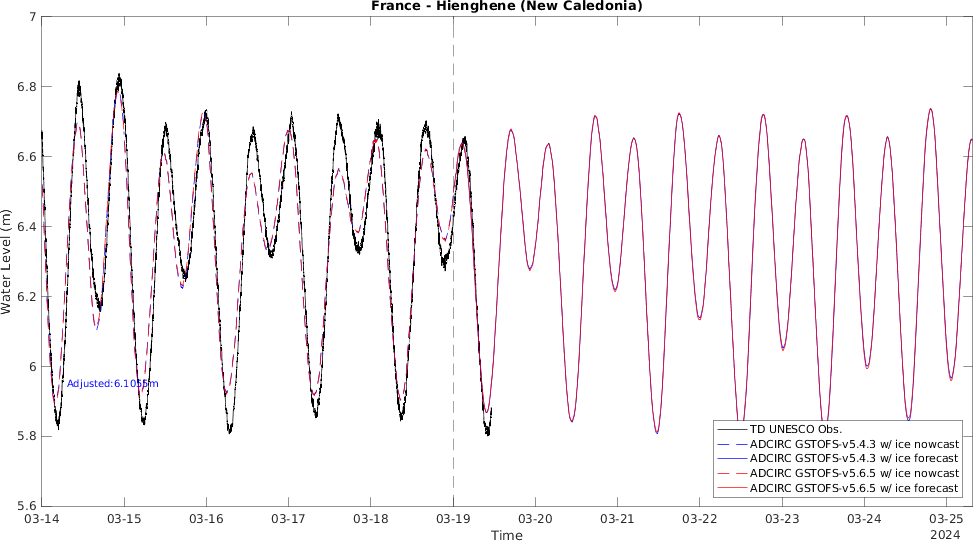 France - Hienghene (New Caledonia)
7
6.8
6.6
6.4
6.2
6
5.8
5.6
Water Level (m)
Adjusted:6.1055m
TD UNESCO Obs.
ADCIRC GSTOFS-v5.4.3 w/ ice nowcast
ADCIRC GSTOFS-v5.4.3 w/ ice forecast
ADCIRC GSTOFS-v5.6.5 w/ ice nowcast
ADCIRC GSTOFS-v5.6.5 w/ ice forecast
03-14 03-15 03-16 03-17 03-18 03-19 03-20 03-21 03-22 03-23 03-24 03-25
Time
2024